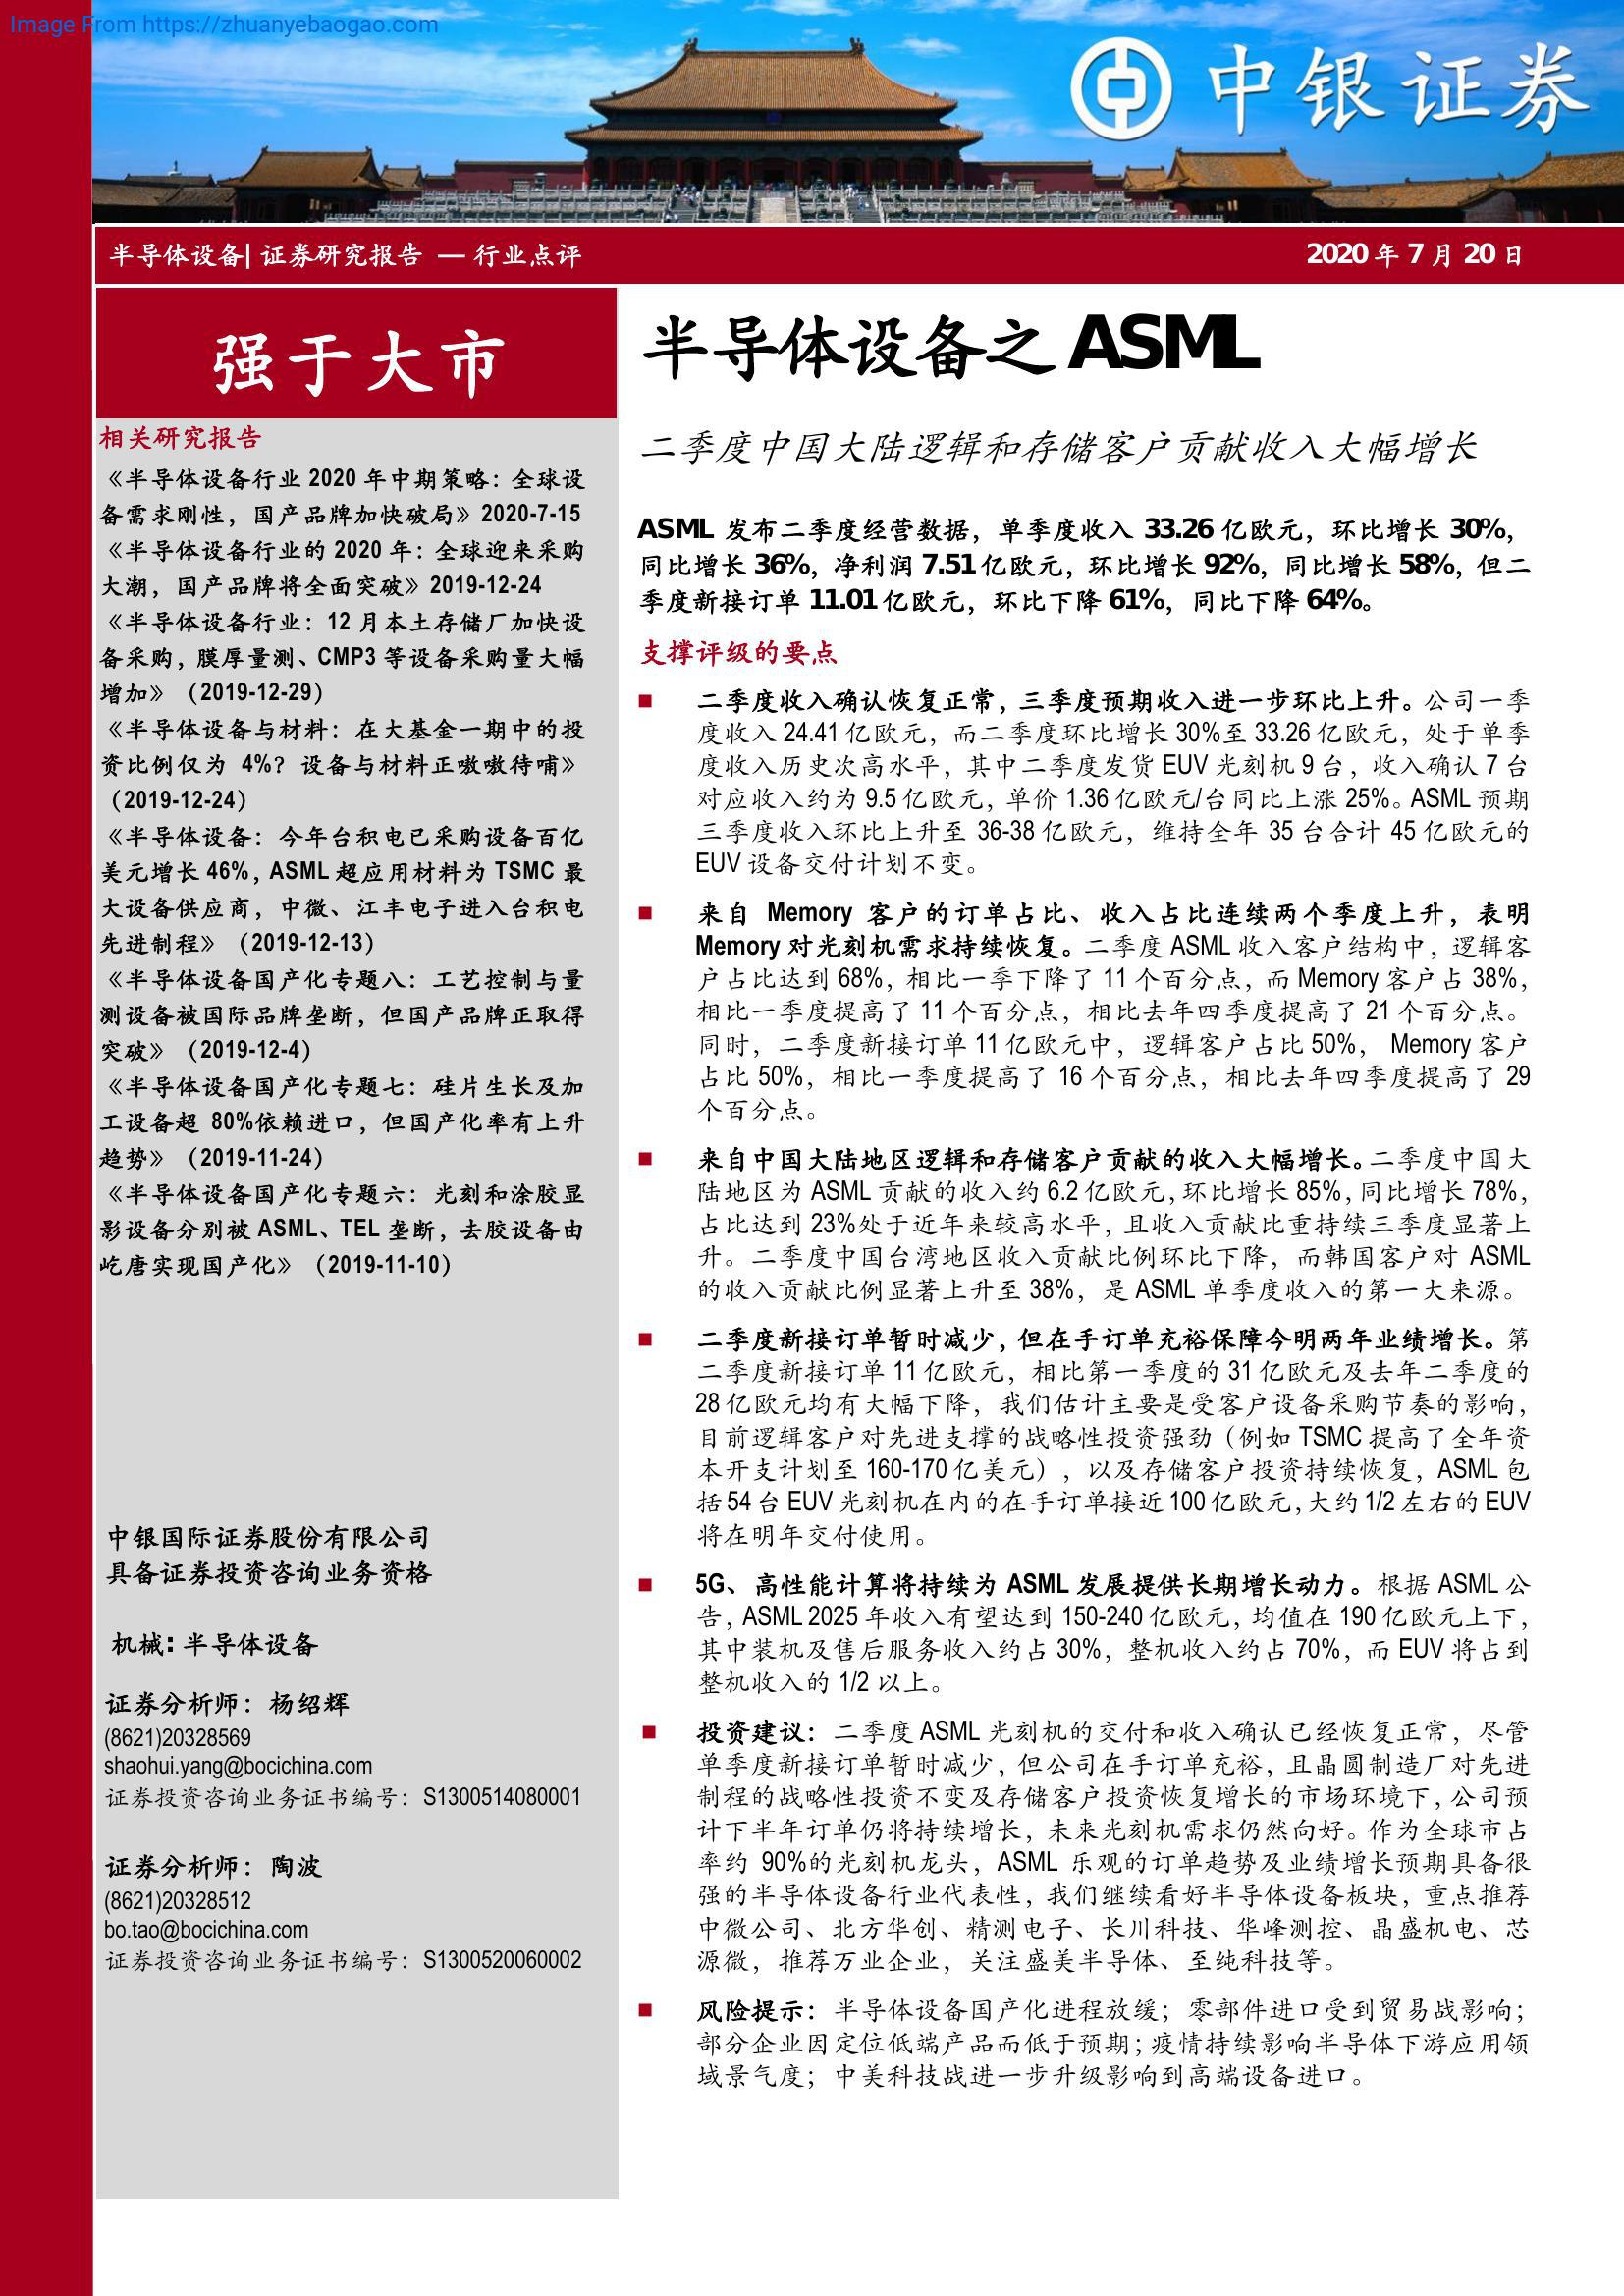 Image From https://zhuanyebaogao.com
中银证券
半导体设备| 证券研究报告 — 行业点评
2020 年 7 月 20 日
强于大市
相关研究报告
《半导体设备行业 2020 年中期策略：全球设
备需求刚性，国产品牌加快破局》2020-7-15
《半导体设备行业的 2020 年：全球迎来采购
大潮，国产品牌将全面突破》2019-12-24
《半导体设备行业：12 月本土存储厂加快设
备采购，膜厚量测、CMP3 等设备采购量大幅
增加》（2019-12-29）
《半导体设备与材料：在大基金一期中的投
资比例仅为 4%？设备与材料正嗷嗷待哺》
（2019-12-24）
《半导体设备：今年台积电已采购设备百亿
美元增长 46%，ASML 超应用材料为 TSMC 最
大设备供应商，中微、江丰电子进入台积电
先进制程》（2019-12-13）
《半导体设备国产化专题八：工艺控制与量
测设备被国际品牌垄断，但国产品牌正取得
突破》（2019-12-4）
《半导体设备国产化专题七：硅片生长及加
工设备超 80%依赖进口，但国产化率有上升
趋势》（2019-11-24）
《半导体设备国产化专题六：光刻和涂胶显
影设备分别被 ASML、TEL 垄断，去胶设备由
屹唐实现国产化》（2019-11-10）
中银国际证券股份有限公司
具备证券投资咨询业务资格
机械: 半导体设备
证券分析师：杨绍辉
(8621)20328569
shaohui.yang@bocichina.com
证券投资咨询业务证书编号：S1300514080001
证券分析师：陶波
(8621)20328512
bo.tao@bocichina.com
证券投资咨询业务证书编号：S1300520060002
半导体设备之 ASML
二季度中国大陆逻辑和存储客户贡献收入大幅增长
ASML 发布二季度经营数据，单季度收入 33.26 亿欧元，环比增长 30%，
同比增长 36%，净利润 7.51 亿欧元，环比增长 92%，同比增长 58%，但二
季度新接订单 11.01 亿欧元，环比下降 61%，同比下降 64%。
支撑评级的要点
■ 二季度收入确认恢复正常，三季度预期收入进一步环比上升。公司一季
度收入 24.41 亿欧元，而二季度环比增长 30%至 33.26 亿欧元，处于单季
度收入历史次高水平，其中二季度发货 EUV 光刻机 9 台，收入确认 7 台
对应收入约为 9.5 亿欧元，单价 1.36 亿欧元/台同比上涨 25%。ASML 预期
三季度收入环比上升至 36-38 亿欧元，维持全年 35 台合计 45 亿欧元的
EUV 设备交付计划不变。
■ 来自 Memory 客户的订单占比、收入占比连续两个季度上升，表明
Memory 对光刻机需求持续恢复。二季度 ASML 收入客户结构中，逻辑客
户占比达到 68%，相比一季下降了 11 个百分点，而 Memory 客户占 38%，
相比一季度提高了 11 个百分点，相比去年四季度提高了 21 个百分点。
同时，二季度新接订单 11 亿欧元中，逻辑客户占比 50%， Memory 客户
占比 50%，相比一季度提高了 16 个百分点，相比去年四季度提高了 29
个百分点。
■ 来自中国大陆地区逻辑和存储客户贡献的收入大幅增长。二季度中国大
陆地区为 ASML 贡献的收入约 6.2 亿欧元，环比增长 85%，同比增长 78%，
占比达到 23%处于近年来较高水平，且收入贡献比重持续三季度显著上
升。二季度中国台湾地区收入贡献比例环比下降，而韩国客户对 ASML
的收入贡献比例显著上升至 38%，是 ASML 单季度收入的第一大来源。
■ 二季度新接订单暂时减少，但在手订单充裕保障今明两年业绩增长。第
二季度新接订单 11 亿欧元，相比第一季度的 31 亿欧元及去年二季度的
28 亿欧元均有大幅下降，我们估计主要是受客户设备采购节奏的影响，
目前逻辑客户对先进支撑的战略性投资强劲（例如 TSMC 提高了全年资
本开支计划至 160-170 亿美元），以及存储客户投资持续恢复，ASML 包
括 54 台 EUV 光刻机在内的在手订单接近 100 亿欧元，大约 1/2 左右的 EUV
将在明年交付使用。
■ 5G、高性能计算将持续为 ASML 发展提供长期增长动力。根据 ASML 公
告，ASML 2025 年收入有望达到 150-240 亿欧元，均值在 190 亿欧元上下，
其中装机及售后服务收入约占 30%，整机收入约占 70%，而 EUV 将占到
整机收入的 1/2 以上。
■ 投资建议：二季度 ASML 光刻机的交付和收入确认已经恢复正常，尽管
单季度新接订单暂时减少，但公司在手订单充裕，且晶圆制造厂对先进
制程的战略性投资不变及存储客户投资恢复增长的市场环境下，公司预
计下半年订单仍将持续增长，未来光刻机需求仍然向好。作为全球市占
率约 90%的光刻机龙头，ASML 乐观的订单趋势及业绩增长预期具备很
强的半导体设备行业代表性，我们继续看好半导体设备板块，重点推荐
中微公司、北方华创、精测电子、长川科技、华峰测控、晶盛机电、芯
源微，推荐万业企业，关注盛美半导体、至纯科技等。
■ 风险提示：半导体设备国产化进程放缓；零部件进口受到贸易战影响；
部分企业因定位低端产品而低于预期；疫情持续影响半导体下游应用领
域景气度；中美科技战进一步升级影响到高端设备进口。